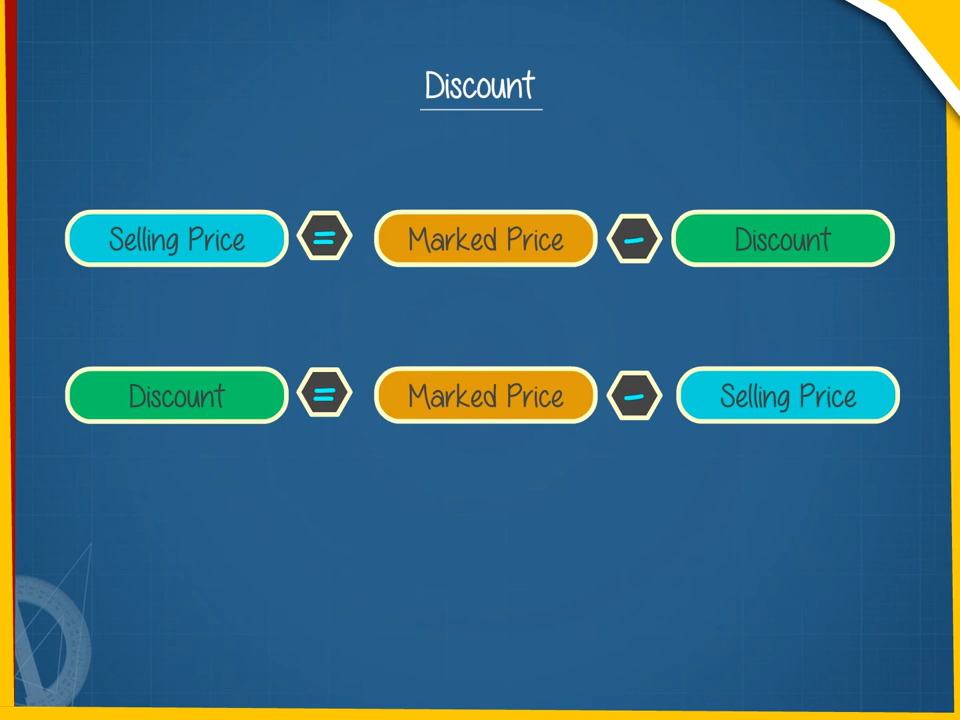 Discount
Selling Price = Marked Price - Discount
Discount = Marked Price - Selling Price